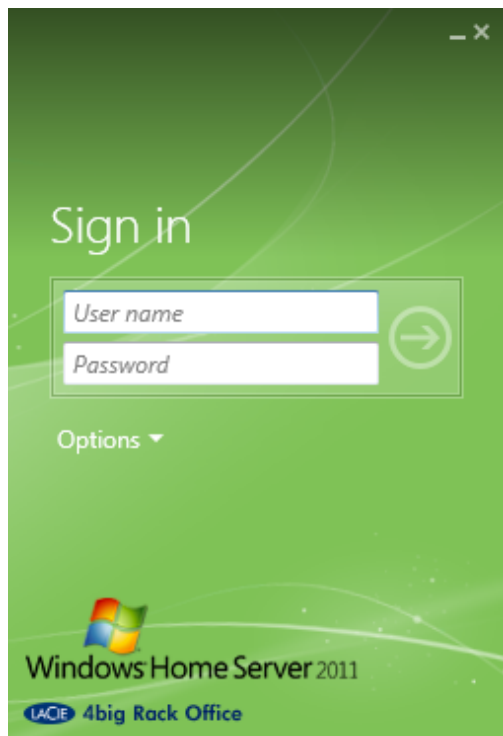 Sign in
User name
Password
Options
Windows Home Server 2011
LACIE 4big Rack Office